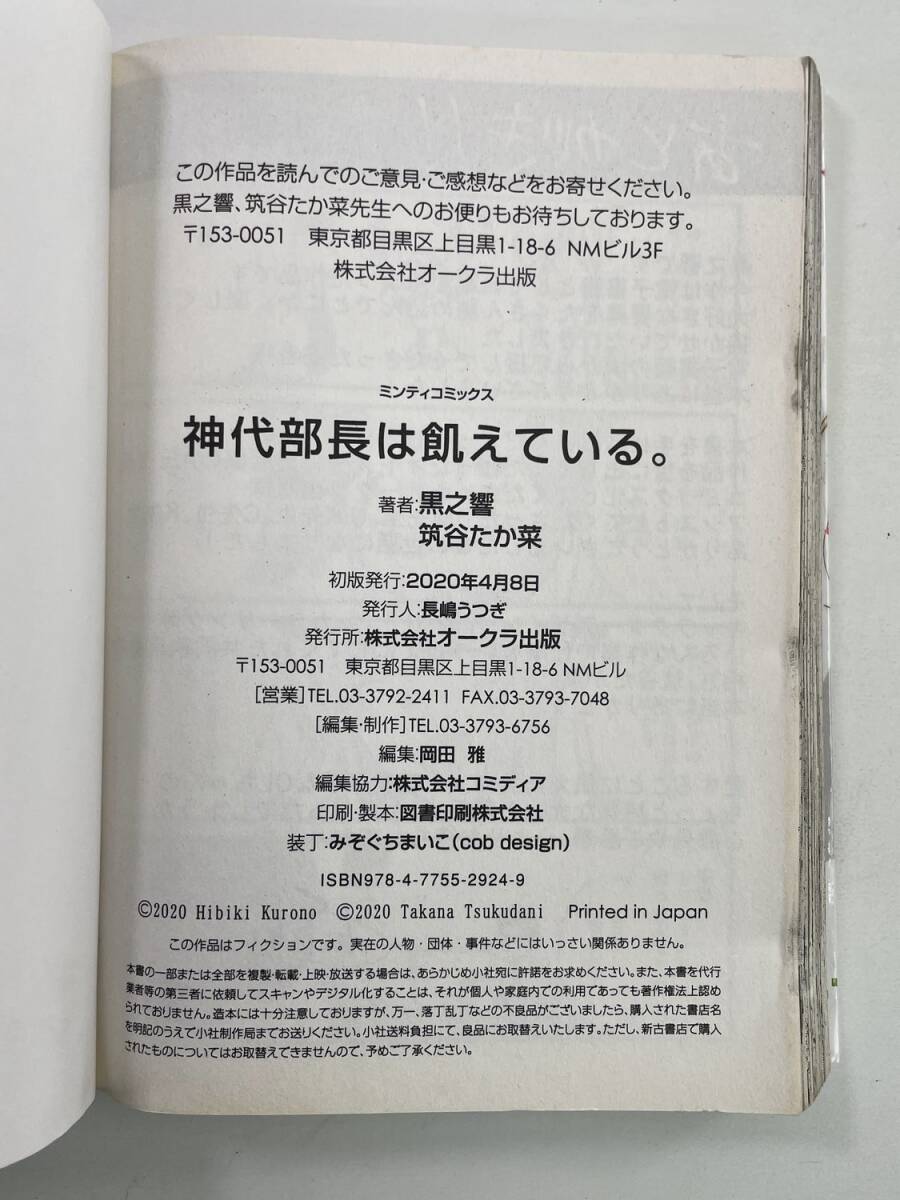 この作品を読んでのご意見・ご感想などをお寄せください。
黒之響、筑谷たか菜先生へのお便りもお待ちしております。
〒153-0051 東京都目黒区上目黒1-18-6 NMビル3F
株式会社オークラ出版
ミンティコミックス
神代部長は飢えている。
著者:黒之響
筑谷たか菜
初版発行:2020年4月8日
発行人:長嶋うつぎ
発行所:株式会社オークラ出版
〒153-0051 東京都目黒区上目黒1-18-6 NMビル
[営業]TEL.03-3792-2411 FAX.03-3793-7048
[編集・制作]TEL.03-3793-6756
編集:岡田 雅
編集協力:株式会社コミディア
印刷・製本:図書印刷株式会社
装丁:みぞぐちまいこ(cob design)
ISBN978-4-7755-2924-9
©2020 Hibiki Kurono ©2020 Takana Tsukudani Printed in Japan
この作品はフィクションです。実在の人物・団体・事件などにはいっさい関係ありません。
本書の一部または全部を複製・転載・上映・放送する場合は、あらかじめ小社宛に許諾をお求めください。また、本書を代行
業者等の第三者に依頼してスキャンやデジタル化することは、それが個人や家庭内での利用であっても著作権法上認め
られておりません。造本には十分注意しておりますが、万一、落丁乱丁などの不良品がございましたら、購入された書店名
を明記のうえで小社制作局までお送りください。小社送料負担にて、良品にお取替えいたします。ただし、新古書店で購入
されたものについてはお取替えできませんので、予めご了承ください。